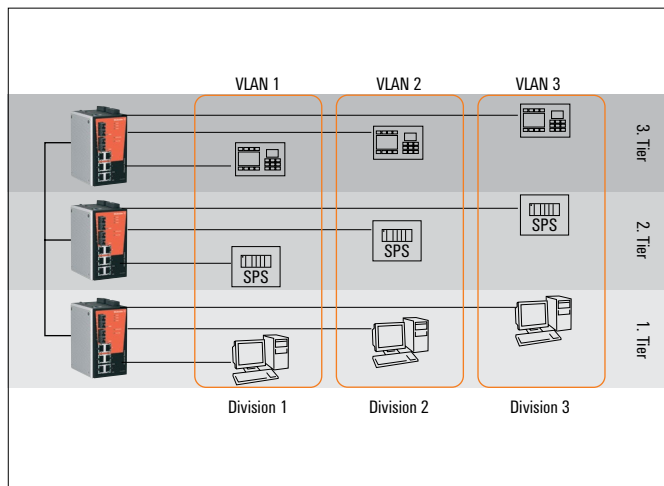 VLAN 1
VLAN 2
VLAN 3
3. Tier
SPS
2. Tier
SPS
SPS
1. Tier
Division 1
Division 2
Division 3